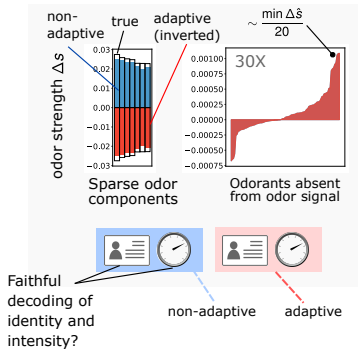 non-
adaptive
true
adaptive
(inverted)
~ min Δŝ / 20
odor strength Δs
0.03
0.02
0.01
0.00
−0.01
−0.02
−0.03
30X
0.00100
0.00075
0.00050
0.00025
0.00000
−0.00025
−0.00050
−0.00075
Sparse odor
components
Odorants absent
from odor signal
Faithful
decoding of
identity and
intensity?
non-adaptive
adaptive